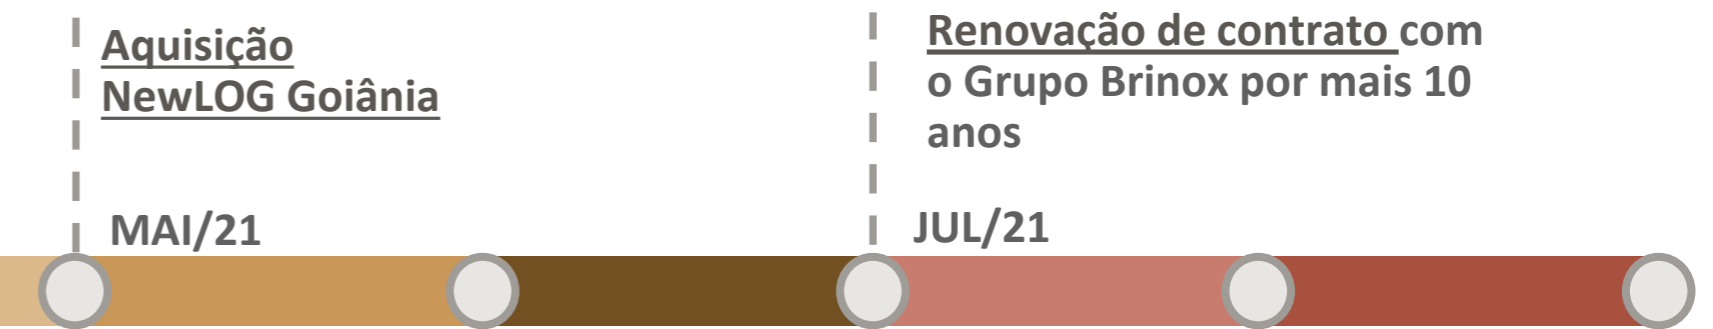 Aquisição
NewLOG Goiânia
MAI/21
Renovação de contrato com
o Grupo Brinox por mais 10
anos
JUL/21